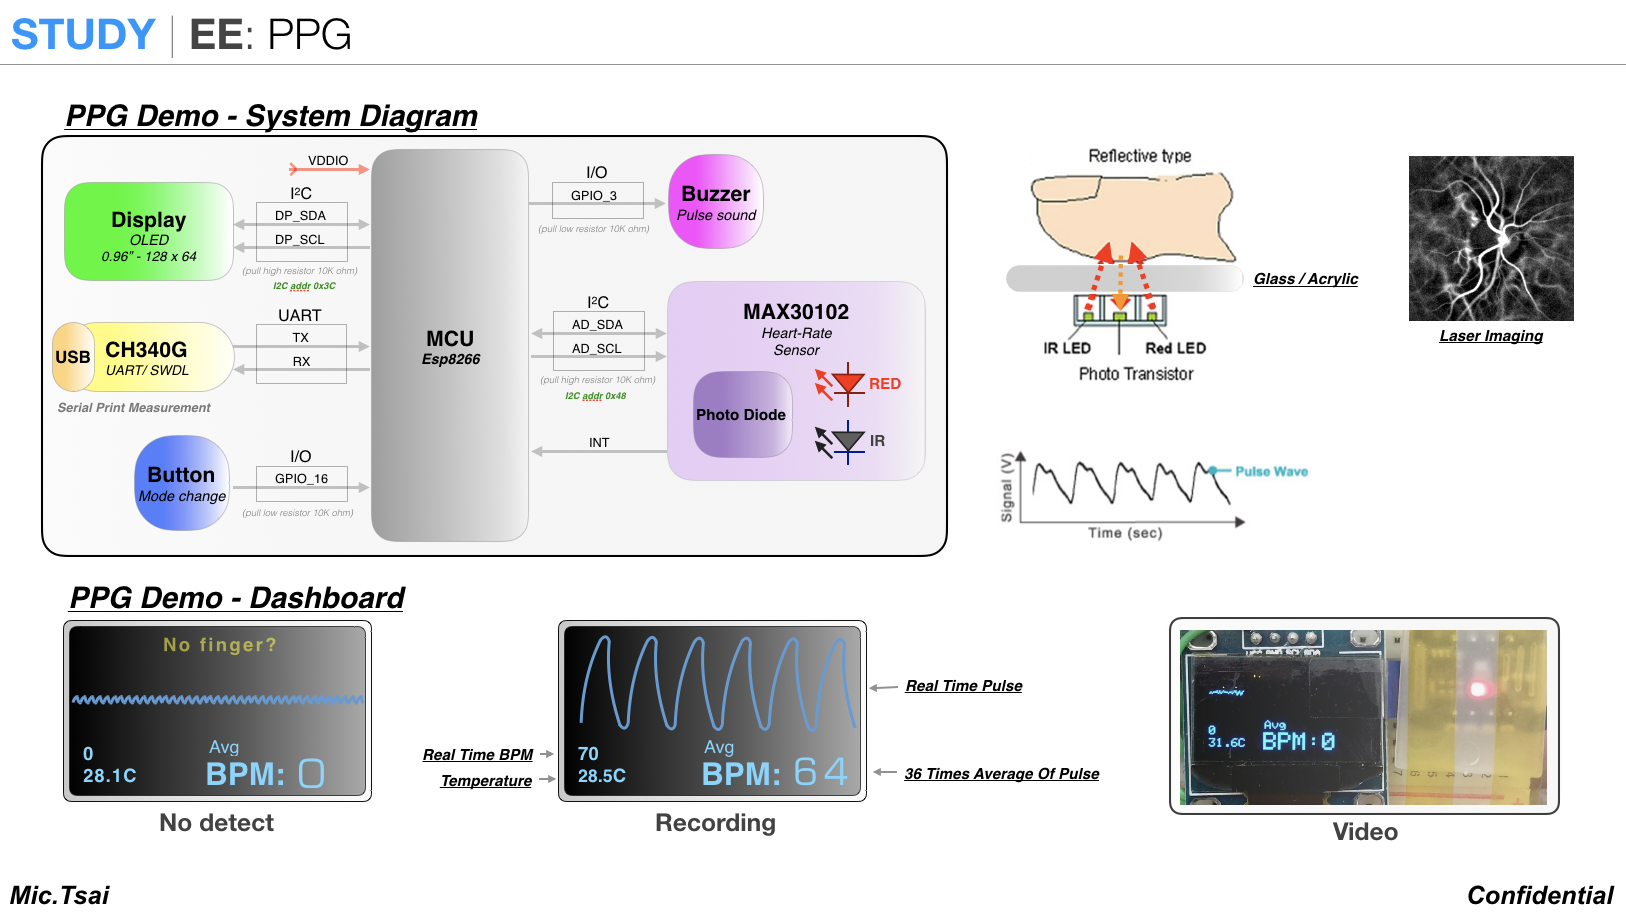 STUDY | EE: PPG
PPG Demo - System Diagram
VDDIO
I²C
DP_SDA
DP_SCL
(pull high resistor 10K ohm)
I2C addr 0x3C
Display
OLED
0.96" - 128 x 64
UART
TX
RX
USB
CH340G
UART/ SWDL
Serial Print Measurement
Button
Mode change
I/O
GPIO_16
(pull low resistor 10K ohm)
MCU
Esp8266
I/O
GPIO_3
(pull low resistor 10K ohm)
Buzzer
Pulse sound
I²C
AD_SDA
AD_SCL
(pull high resistor 10K ohm)
I2C addr 0x48
INT
MAX30102
Heart-Rate
Sensor
Photo Diode
RED
IR
Reflective type
Glass / Acrylic
IR LED
Red LED
Photo Transistor
Laser Imaging
Signal (V)
Pulse Wave
Time (sec)
PPG Demo - Dashboard
No finger?
0
28.1C
Avg
BPM: 0
No detect
Real Time BPM
Temperature
70
28.5C
Avg
BPM: 64
Recording
Real Time Pulse
36 Times Average Of Pulse
VCC GND SCL SDA
0
31.6C
Avg
BPM:0
Video
Mic.Tsai
Confidential